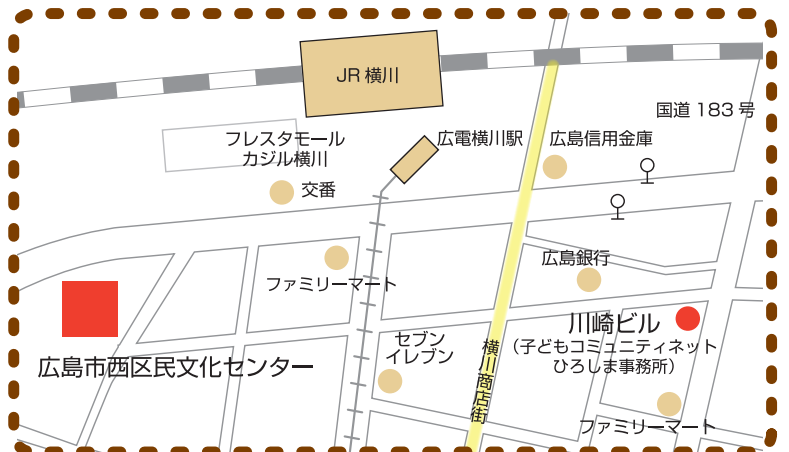 JR 横川
国道 183 号
フレスタモール
カジル横川
広電横川駅
広島信用金庫
交番
広島銀行
ファミリーマート
川崎ビル
（子どもコミュニティネット
ひろしま事務所）
セブン
イレブン
横川商店街
広島市西区民文化センター
ファミリーマート